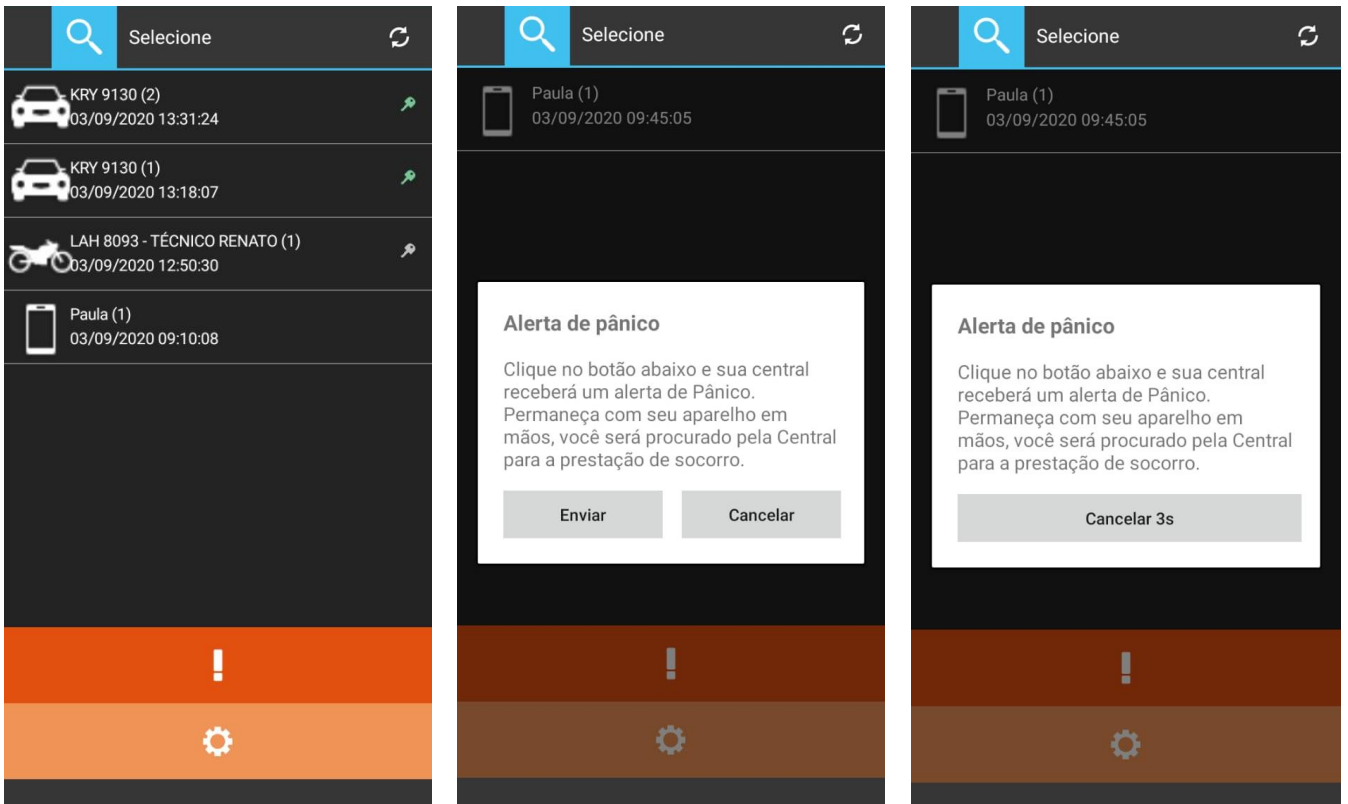 Selecione
KRY 9130 (2)
03/09/2020 13:31:24
KRY 9130 (1)
03/09/2020 13:18:07
LAH 8093 - TÉCNICO RENATO (1)
03/09/2020 12:50:30
Paula (1)
03/09/2020 09:10:08
!
Selecione
Paula (1)
03/09/2020 09:45:05
Alerta de pânico
Clique no botão abaixo e sua central
receberá um alerta de Pânico.
Permaneça com seu aparelho em
mãos, você será procurado pela Central
para a prestação de socorro.
Enviar Cancelar
!
Selecione
Paula (1)
03/09/2020 09:45:05
Alerta de pânico
Clique no botão abaixo e sua central
receberá um alerta de Pânico.
Permaneça com seu aparelho em
mãos, você será procurado pela Central
para a prestação de socorro.
Cancelar 3s
!